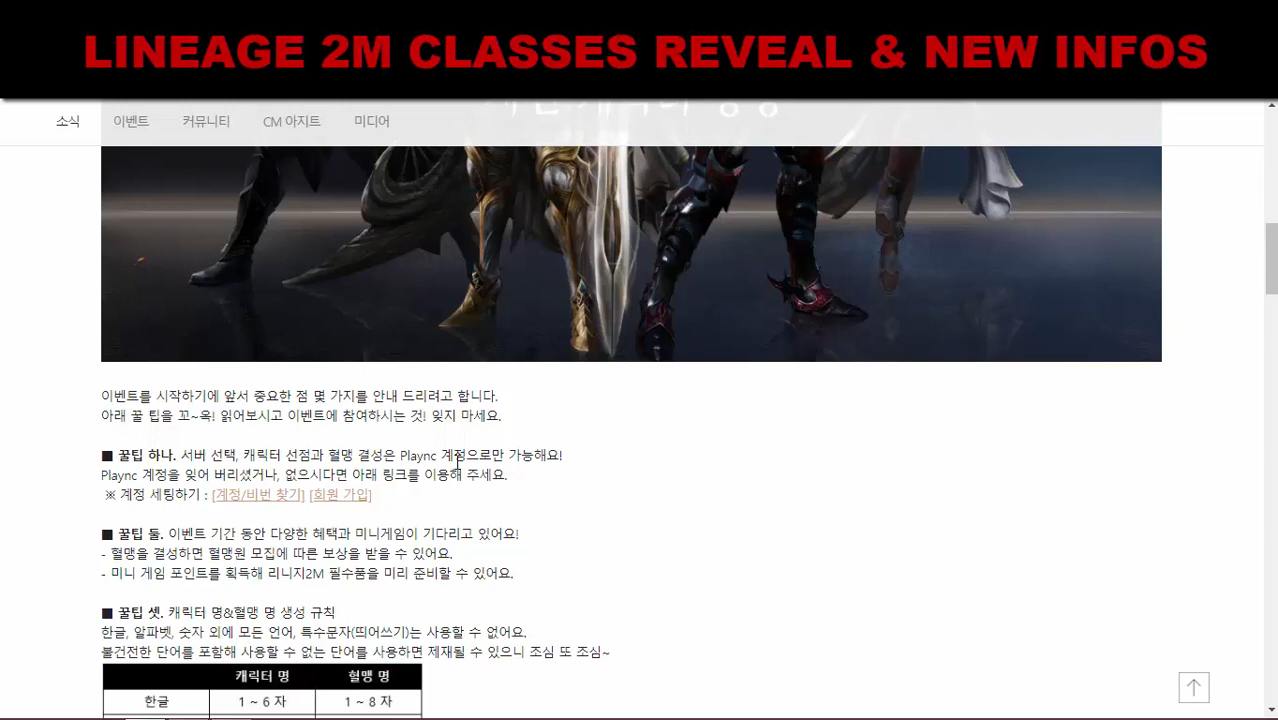 LINEAGE 2M CLASSES REVEAL & NEW INFOS
소식 이벤트 커뮤니티 CM 아지트 미디어
이벤트를 시작하기에 앞서 중요한 점 몇 가지를 안내 드리려고 합니다.
아래 꿀 팁을 꼬~옥! 읽어보시고 이벤트에 참여하시는 것! 잊지 마세요.
■ 꿀팁 하나. 서버 선택, 캐릭터 선점과 혈맹 결성은 Plaync 계정으로만 가능해요!
Plaync 계정을 잊어 버리셨거나, 없으시다면 아래 링크를 이용해 주세요.
※ 계정 세팅하기 : [계정/비번 찾기] [회원 가입]
■ 꿀팁 둘. 이벤트 기간 동안 다양한 혜택과 미니게임이 기다리고 있어요!
- 혈맹을 결성하면 혈맹원 모집에 따른 보상을 받을 수 있어요.
- 미니 게임 포인트를 획득해 리니지2M 필수품을 미리 준비할 수 있어요.
■ 꿀팁 셋. 캐릭터 명&혈맹 명 생성 규칙
한글, 알파벳, 숫자 외에 모든 언어, 특수문자(띄어쓰기)는 사용할 수 없어요.
불건전한 단어를 포함해 사용할 수 없는 단어를 사용하면 제재될 수 있으니 조심 또 조심~
캐릭터 명 혈맹 명
한글 1 ~ 6 자 1 ~ 8 자